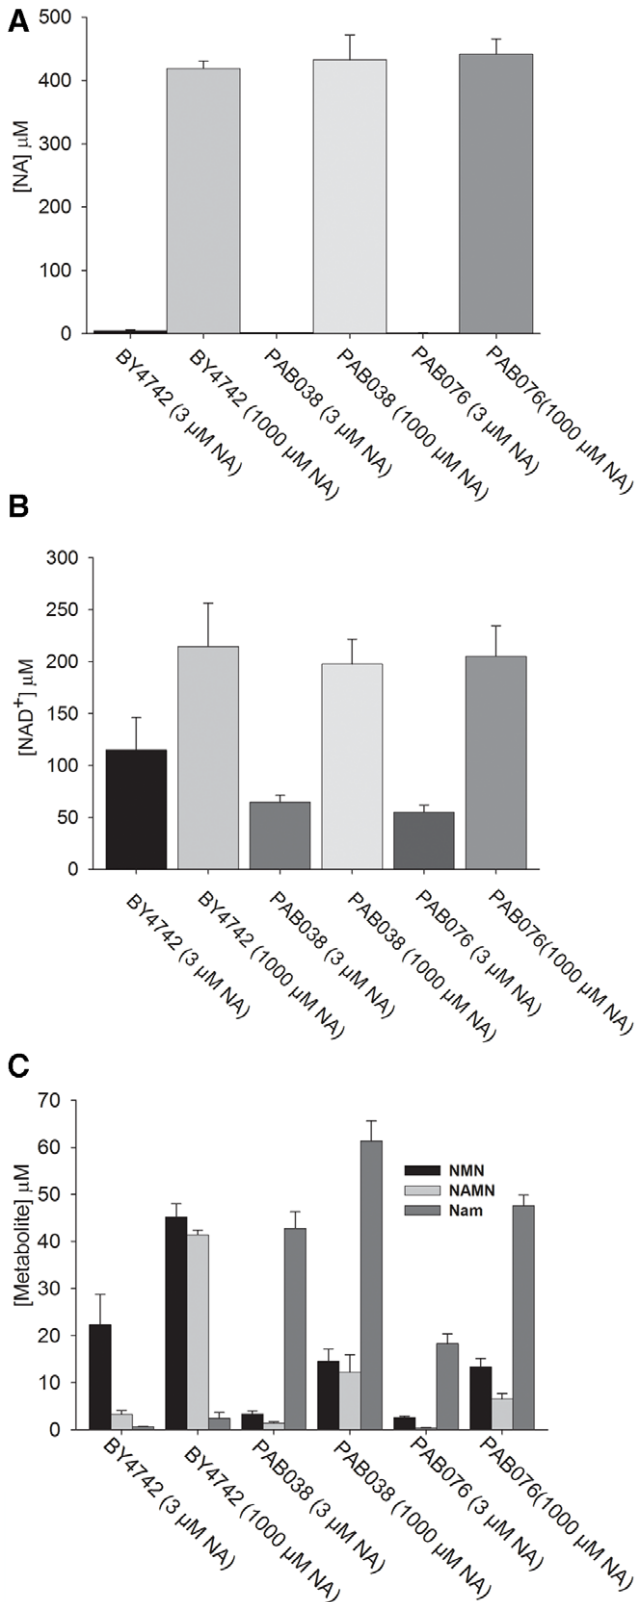 A
500
400
300
200
100
0
[NA] µM
BY4742 (3 µM NA)
BY4742 (1000 µM NA)
PAB038 (3 µM NA)
PAB038 (1000 µM NA)
PAB076 (3 µM NA)
PAB076(1000 µM NA)
B
300
250
200
150
100
50
0
[NAD+] µM
BY4742 (3 µM NA)
BY4742 (1000 µM NA)
PAB038 (3 µM NA)
PAB038 (1000 µM NA)
PAB076 (3 µM NA)
PAB076(1000 µM NA)
C
70
60
50
40
30
20
10
0
[Metabolite] µM
NMN
NAMN
Nam
BY4742 (3 µM NA)
BY4742 (1000 µM NA)
PAB038 (3 µM NA)
PAB038 (1000 µM NA)
PAB076 (3 µM NA)
PAB076(1000 µM NA)